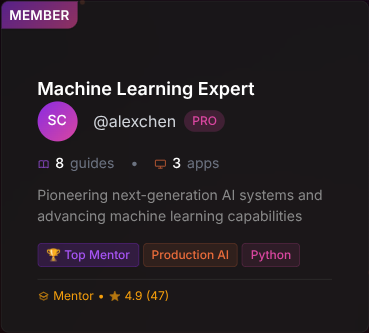 MEMBER
Machine Learning Expert
SC
@alexchen PRO
8 guides • 3 apps
Pioneering next-generation AI systems and
advancing machine learning capabilities
🏆 Top Mentor Production AI Python
Mentor • ★ 4.9 (47)